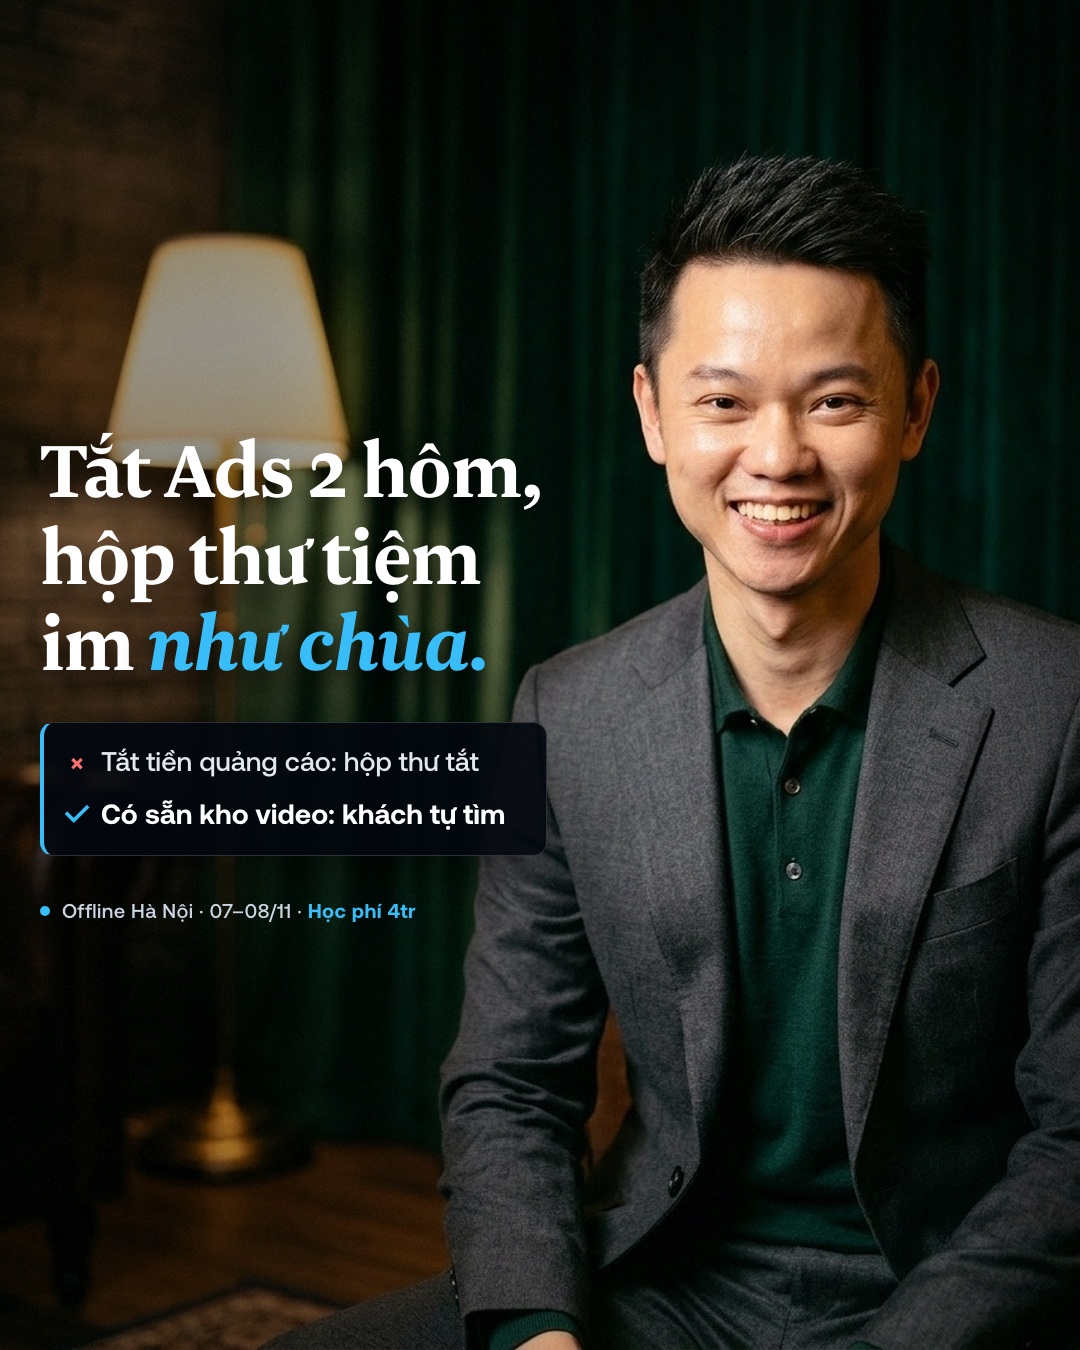 Tắt Ads 2 hôm,
hộp thư tiệm
im như chùa.
× Tắt tiền quảng cáo: hộp thư tắt
✓ Có sẵn kho video: khách tự tìm
• Offline Hà Nội · 07–08/11 · Học phí 4tr